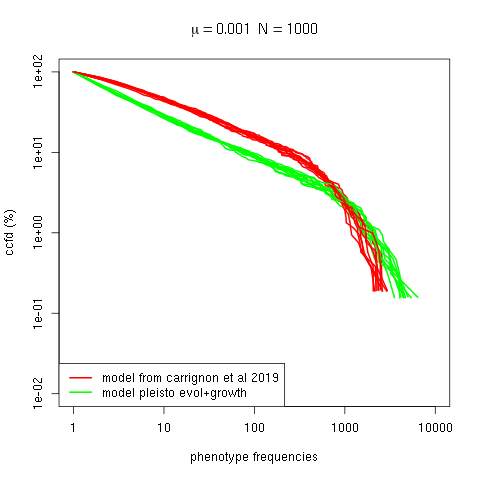 μ = 0.001 N = 1000
ccfd (%)
1e+02
1e+01
1e+00
1e-01
1e-02
model from carrignon et al 2019
model pleisto evol+growth
1 10 100 1000 10000
phenotype frequencies